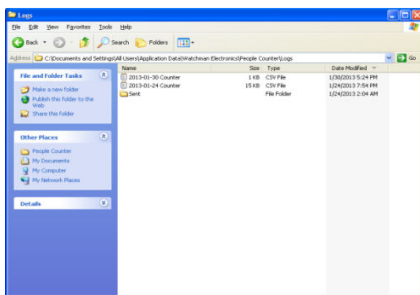 Logs
File Edit View Favorites Tools Help
Back Search Folders
Address C:\Documents and Settings\All Users\Application Data\Watchman Electronics\People Counter\Logs Go
File and Folder Tasks
Make a new folder
Publish this folder to the Web
Share this folder
Other Places
People Counter
My Documents
My Computer
My Network Places
Details
Name Size Type Date Modified
2013-01-30 Counter 1 KB CSV File 1/30/2013 5:24 PM
2013-01-24 Counter 15 KB CSV File 1/24/2013 7:54 PM
Sent File Folder 1/24/2013 2:04 AM